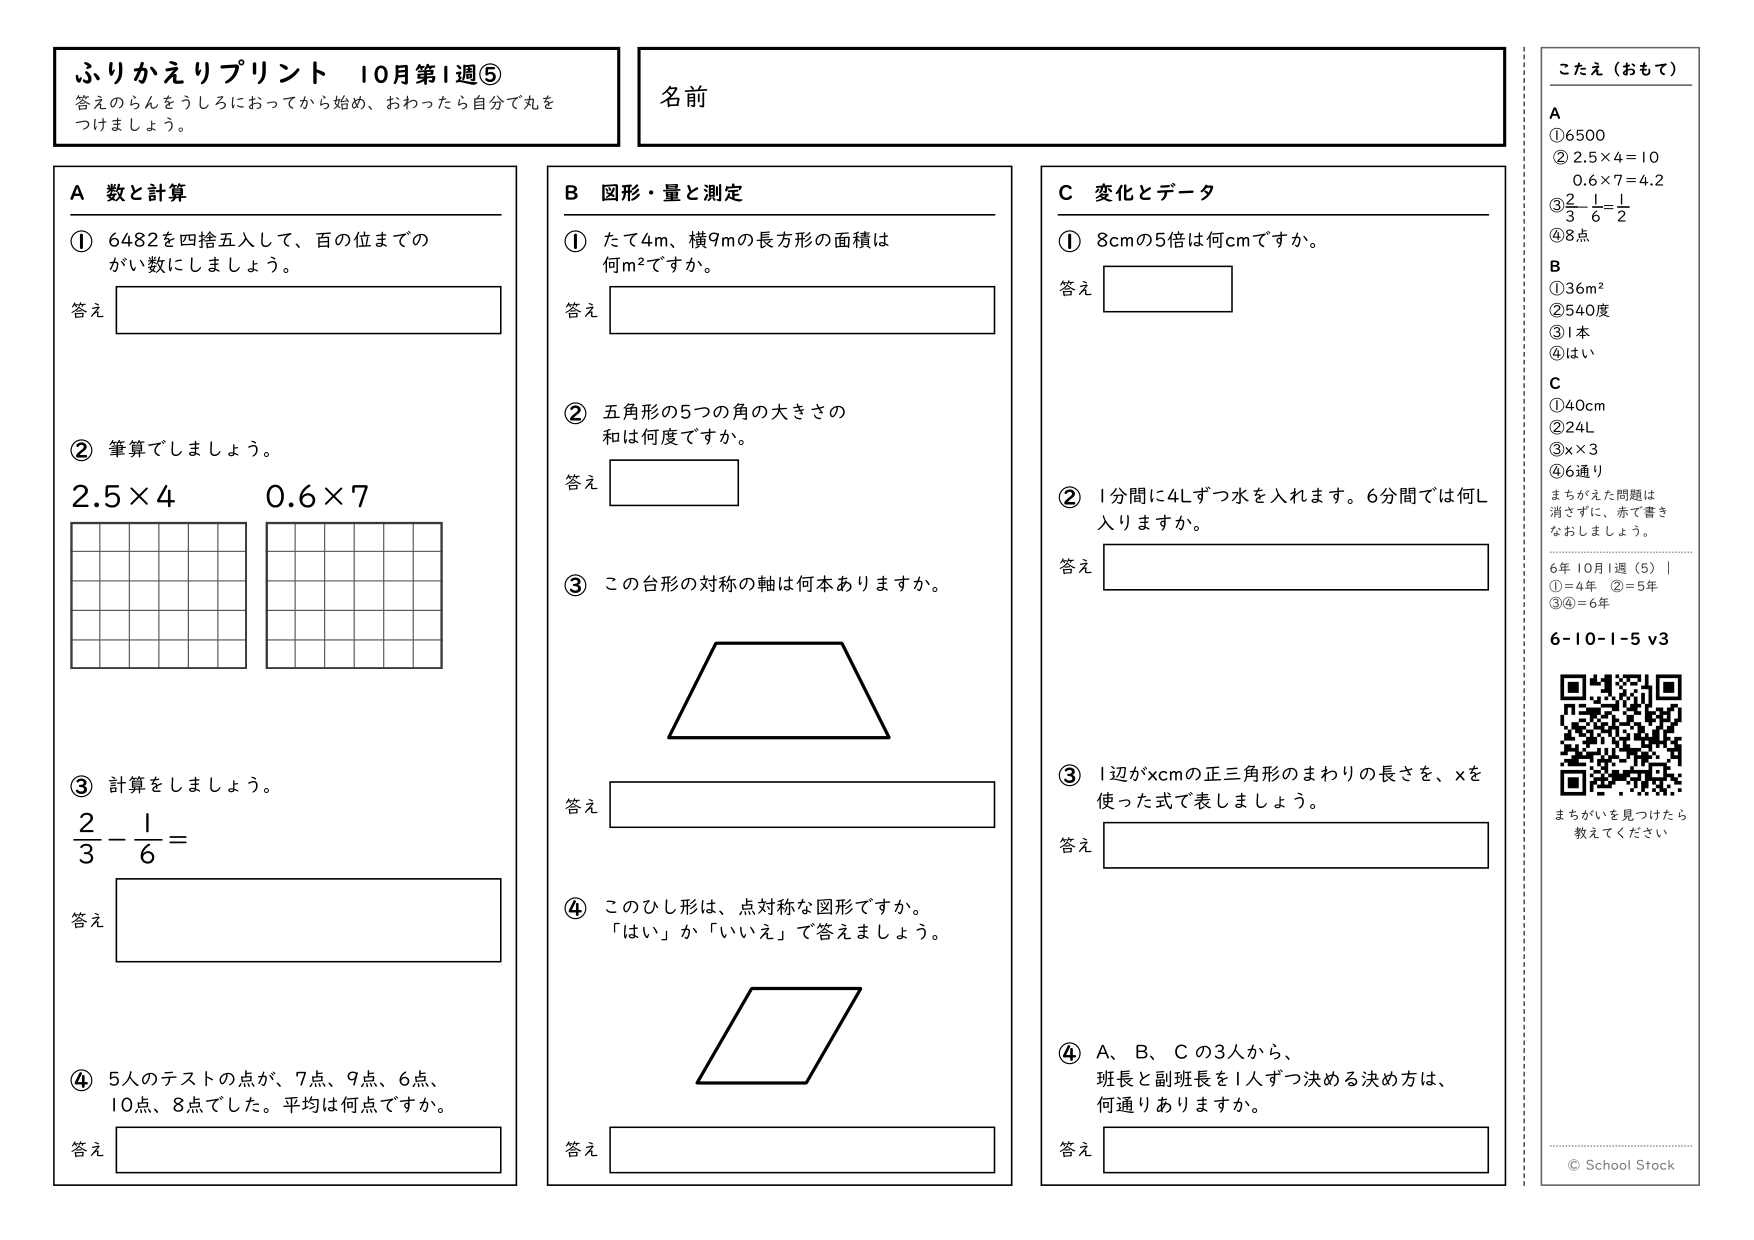 ふりかえりプリント　10月第1週⑤
答えのらんをうしろにおってから始め、おわったら自分で丸を
つけましょう。
名前
A　数と計算
① 6482を四捨五入して、百の位までの
がい数にしましょう。
答え
② 筆算でしましょう。
2.5×4　0.6×7
③ 計算をしましょう。
2/3 − 1/6 =
答え
④ 5人のテストの点が、7点、9点、6点、
10点、8点でした。平均は何点ですか。
答え
B　図形・量と測定
① たて4m、横9mの長方形の面積は
何m²ですか。
答え
② 五角形の5つの角の大きさの
和は何度ですか。
答え
③ この台形の対称の軸は何本ありますか。
答え
④ このひし形は、点対称な図形ですか。
「はい」か「いいえ」で答えましょう。
答え
C　変化とデータ
① 8cmの5倍は何cmですか。
答え
② 1分間に4Lずつ水を入れます。6分間では何L
入りますか。
答え
③ 1辺がxcmの正三角形のまわりの長さを、xを
使った式で表しましょう。
答え
④ A、 B、 C の3人から、
班長と副班長を1人ずつ決める決め方は、
何通りありますか。
答え
こたえ（おもて）
A
①6500
② 2.5×4＝10
0.6×7＝4.2
③2/3−1/6=1/2
④8点
B
①36m²
②540度
③1本
④はい
C
①40cm
②24L
③x×3
④6通り
まちがえた問題は
消さずに、赤で書き
なおしましょう。
6年 10月1週（5）｜
①＝4年　②＝5年
③④＝6年
6-10-1-5 v3
まちがいを見つけたら
教えてください
© School Stock